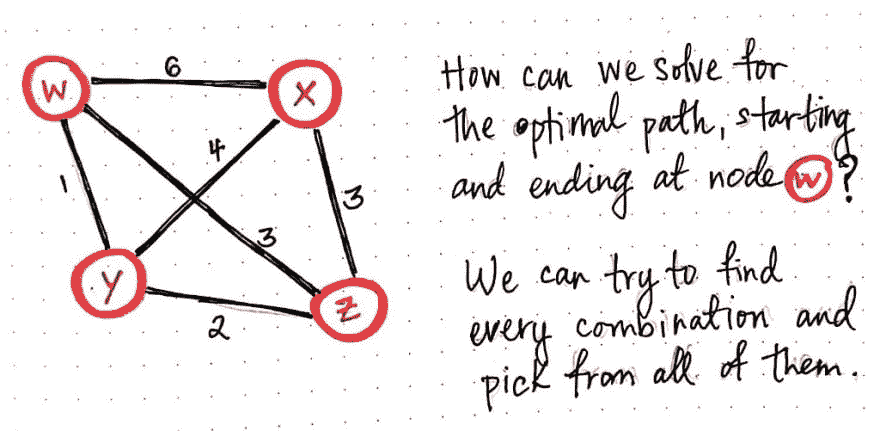 W
6
X
4
1
3
3
Y
2
Z
How can we solve for
the optimal path, starting
and ending at node W?
We can try to find
every combination and
pick from all of them.